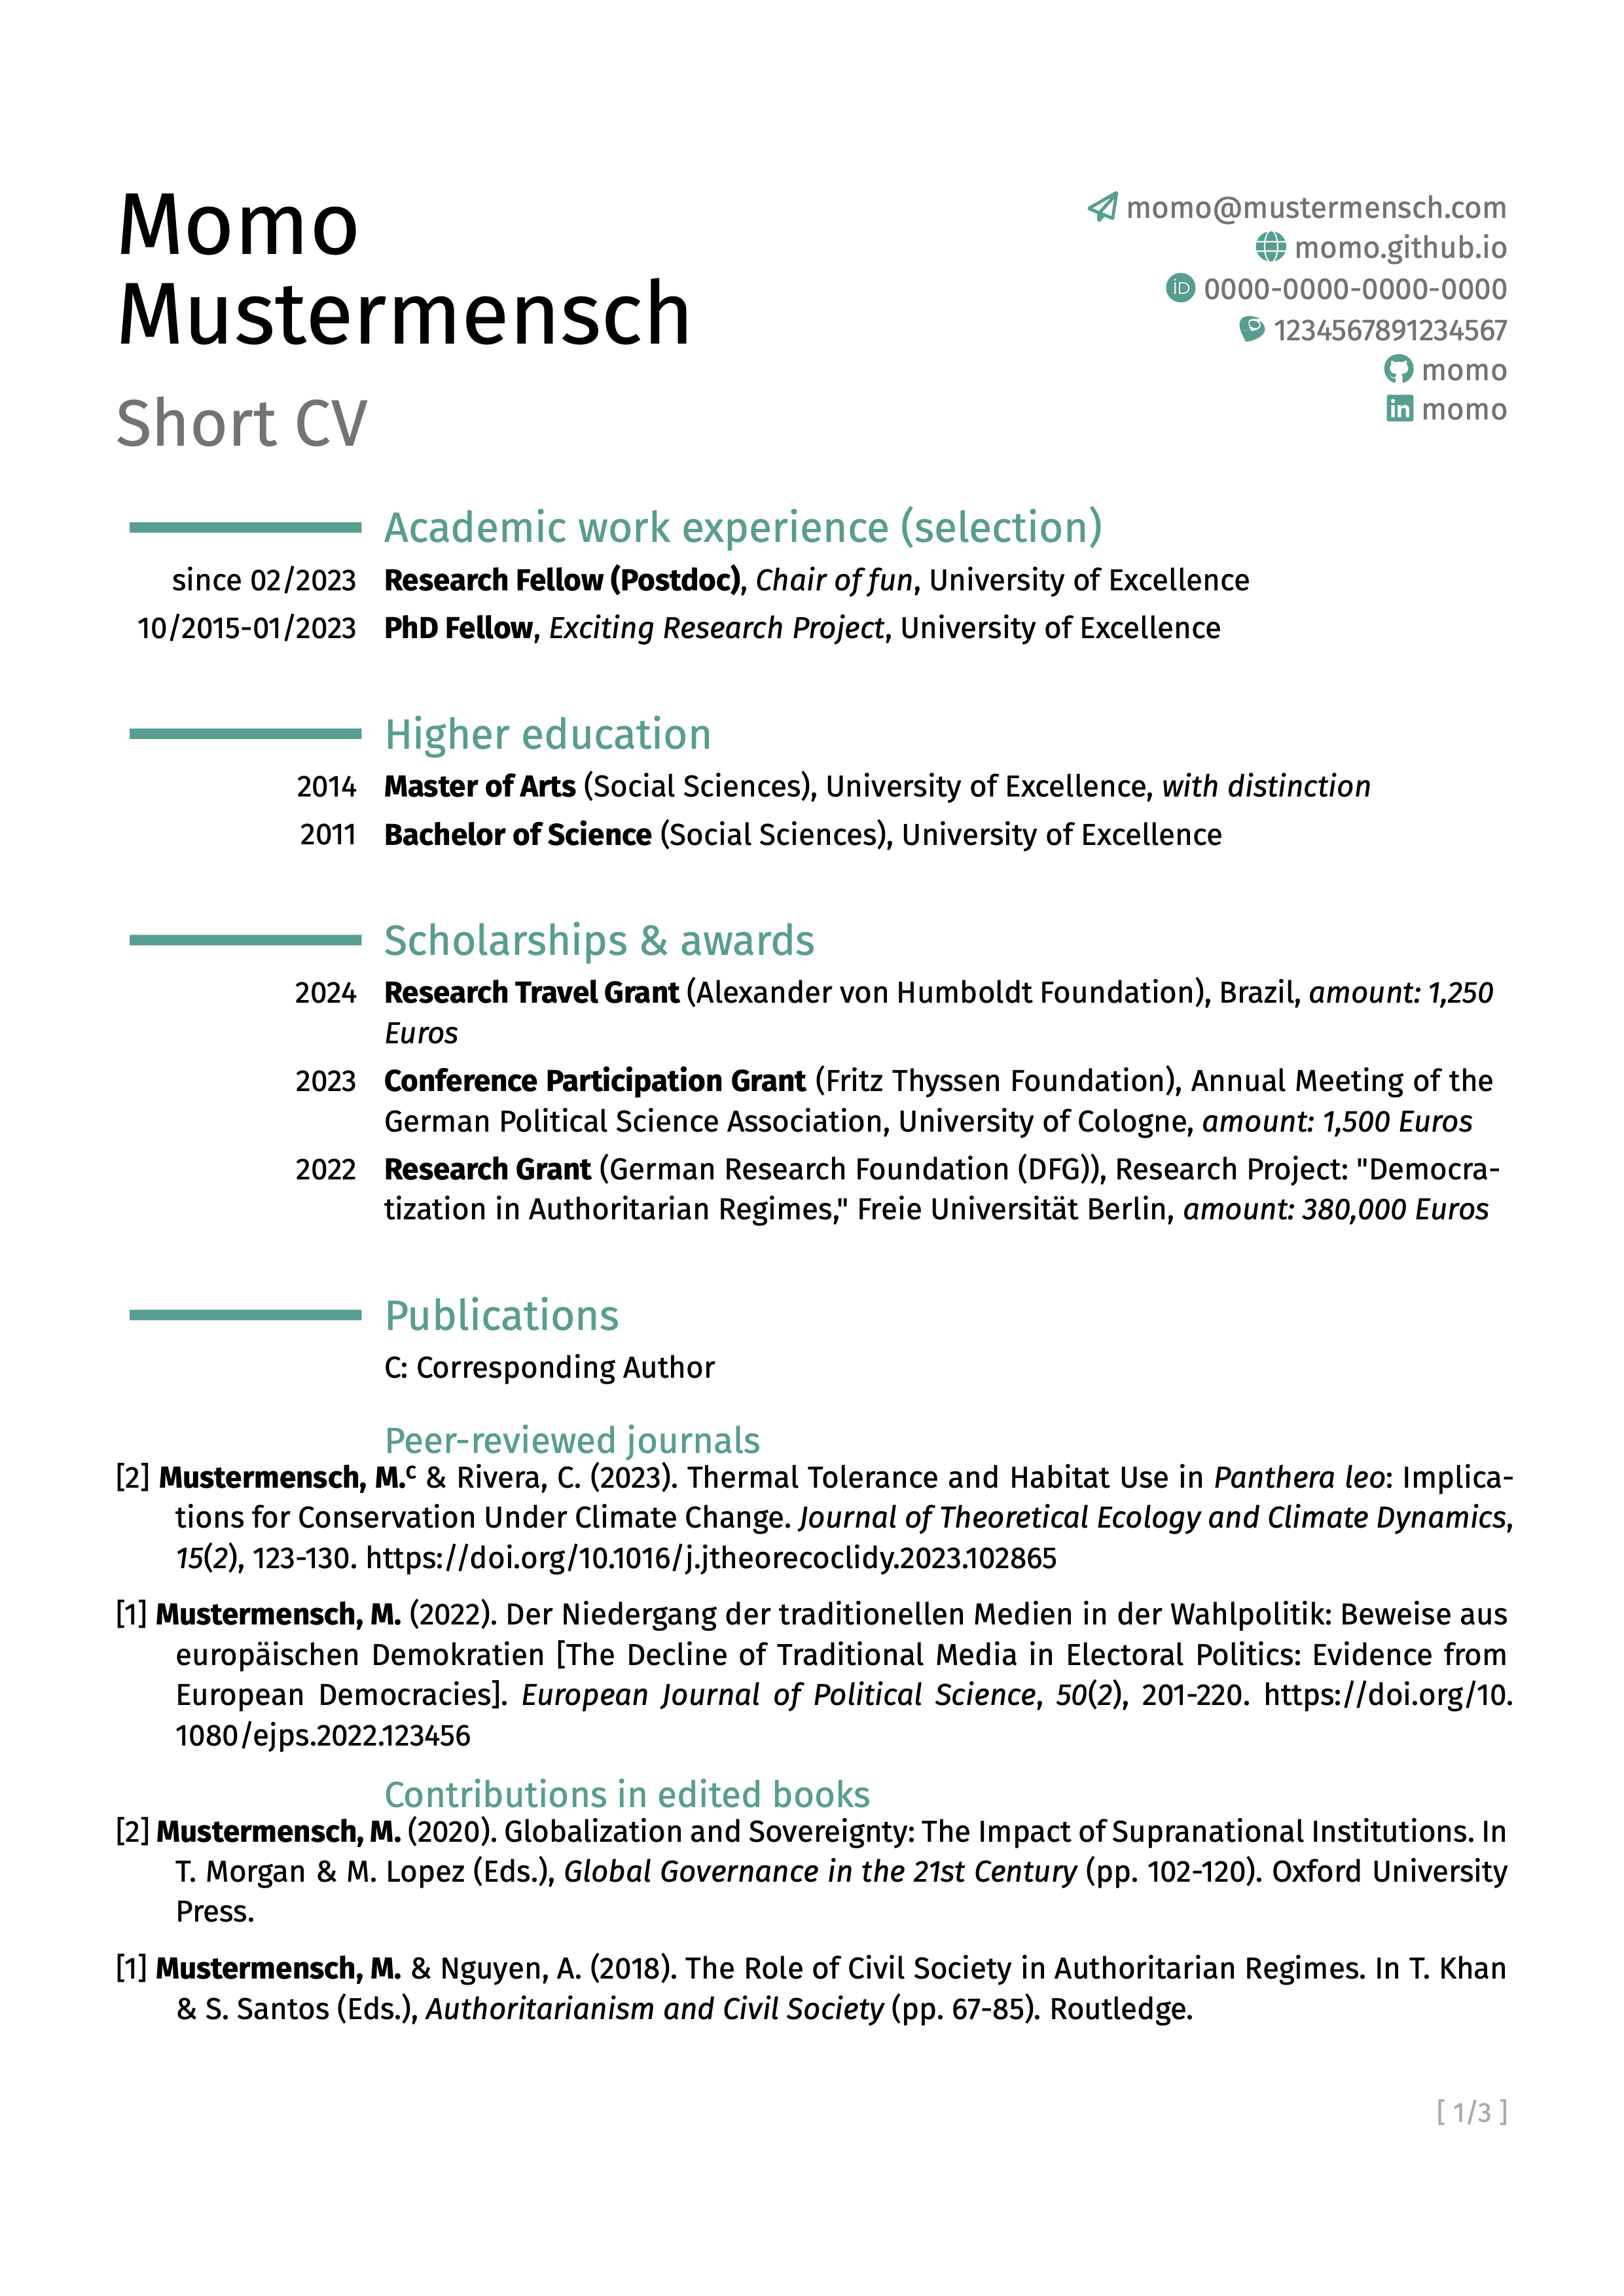 Momo
Mustermensch
Short CV
momo@mustermensch.com
momo.github.io
0000-0000-0000-0000
1234567891234567
momo
momo
Academic work experience (selection)
since 02/2023 Research Fellow (Postdoc), Chair of fun, University of Excellence
10/2015-01/2023 PhD Fellow, Exciting Research Project, University of Excellence
Higher education
2014 Master of Arts (Social Sciences), University of Excellence, with distinction
2011 Bachelor of Science (Social Sciences), University of Excellence
Scholarships & awards
2024 Research Travel Grant (Alexander von Humboldt Foundation), Brazil, amount: 1,250
Euros
2023 Conference Participation Grant (Fritz Thyssen Foundation), Annual Meeting of the
German Political Science Association, University of Cologne, amount: 1,500 Euros
2022 Research Grant (German Research Foundation (DFG)), Research Project: "Democra-
tization in Authoritarian Regimes," Freie Universität Berlin, amount: 380,000 Euros
Publications
C: Corresponding Author
Peer-reviewed journals
[2] Mustermensch, M.ᶜ & Rivera, C. (2023). Thermal Tolerance and Habitat Use in Panthera leo: Implica-
tions for Conservation Under Climate Change. Journal of Theoretical Ecology and Climate Dynamics,
15(2), 123-130. https://doi.org/10.1016/j.jtheorecoclidy.2023.102865
[1] Mustermensch, M. (2022). Der Niedergang der traditionellen Medien in der Wahlpolitik: Beweise aus
europäischen Demokratien [The Decline of Traditional Media in Electoral Politics: Evidence from
European Democracies]. European Journal of Political Science, 50(2), 201-220. https://doi.org/10.
1080/ejps.2022.123456
Contributions in edited books
[2] Mustermensch, M. (2020). Globalization and Sovereignty: The Impact of Supranational Institutions. In
T. Morgan & M. Lopez (Eds.), Global Governance in the 21st Century (pp. 102-120). Oxford University
Press.
[1] Mustermensch, M. & Nguyen, A. (2018). The Role of Civil Society in Authoritarian Regimes. In T. Khan
& S. Santos (Eds.), Authoritarianism and Civil Society (pp. 67-85). Routledge.
[ 1/3 ]